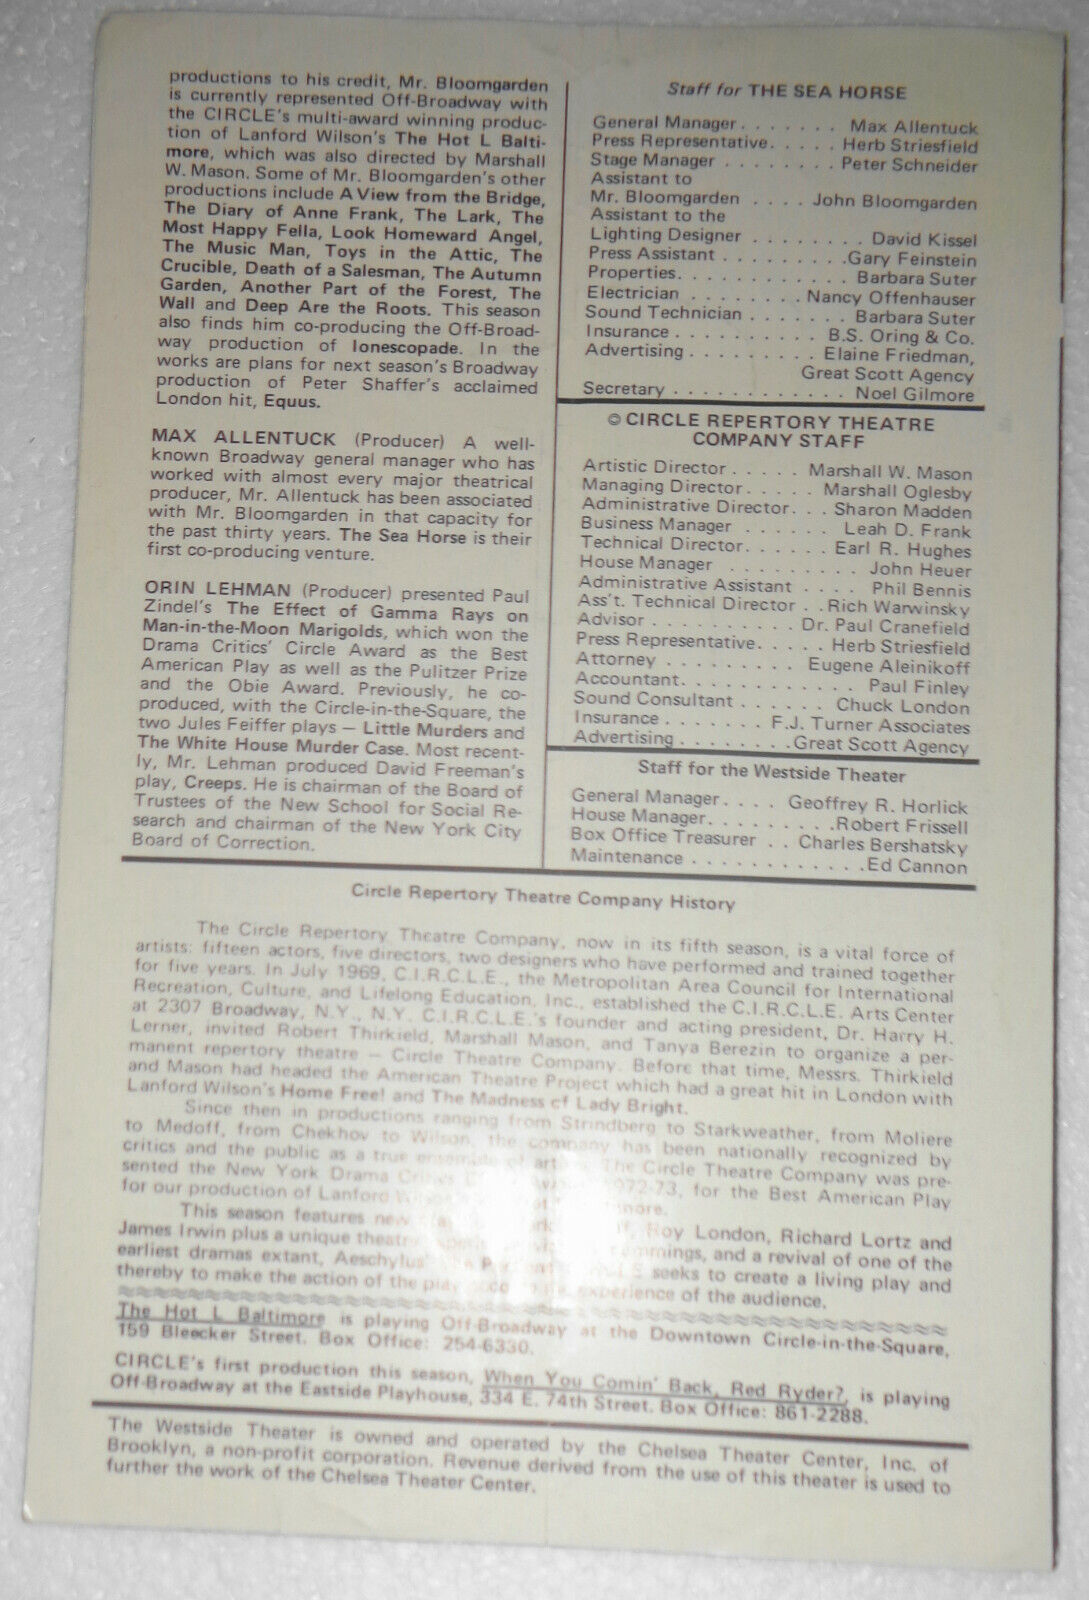 productions to his credit, Mr. Bloomgarden
is currently represented Off-Broadway with
the CIRCLE's multi-award winning produc-
tion of Lanford Wilson's The Hot L Balti-
more, which was also directed by Marshall
W. Mason. Some of Mr. Bloomgarden's other
productions include A View from the Bridge,
The Diary of Anne Frank, The Lark, The
Most Happy Fella, Look Homeward Angel,
The Music Man, Toys in the Attic, The
Crucible, Death of a Salesman, The Autumn
Garden, Another Part of the Forest, The
Wall and Deep Are the Roots. This season
also finds him co-producing the Off-Broad-
way production of Ionescopade. In the
works are plans for next season's Broadway
production of Peter Shaffer's acclaimed
London hit, Equus.
MAX ALLENTUCK (Producer) A well-
known Broadway general manager who has
worked with almost every major theatrical
producer, Mr. Allentuck has been associated
with Mr. Bloomgarden in that capacity for
the past thirty years. The Sea Horse is their
first co-producing venture.
ORIN LEHMAN (Producer) presented Paul
Zindel's The Effect of Gamma Rays on
Man-in-the-Moon Marigolds, which won the
Drama Critics' Circle Award as the Best
American Play as well as the Pulitzer Prize
and the Obie Award. Previously, he co-
produced, with the Circle-in-the-Square, the
two Jules Feiffer plays — Little Murders and
The White House Murder Case. Most recent-
ly, Mr. Lehman produced David Freeman's
play, Creeps. He is chairman of the Board of
Trustees of the New School for Social Re-
search and chairman of the New York City
Board of Correction.
Staff for THE SEA HORSE
General Manager . . . . . . . Max Allentuck
Press Representative. . . . . Herb Striesfield
Stage Manager . . . . . . . . Peter Schneider
Assistant to
Mr. Bloomgarden . . . . John Bloomgarden
Assistant to the
Lighting Designer . . . . . . . . David Kissel
Press Assistant . . . . . . . . .Gary Feinstein
Properties. . . . . . . . . . . . Barbara Suter
Electrician . . . . . . . . Nancy Offenhauser
Sound Technician . . . . . . . Barbara Suter
Insurance . . . . . . . . . . B.S. Oring & Co.
Advertising . . . . . . . . . Elaine Friedman,
Great Scott Agency
Secretary . . . . . . . . . . . . Noel Gilmore
© CIRCLE REPERTORY THEATRE
COMPANY STAFF
Artistic Director . . . . . Marshall W. Mason
Managing Director. . . . . Marshall Oglesby
Administrative Director. . . Sharon Madden
Business Manager . . . . . . Leah D. Frank
Technical Director. . . . . . Earl R. Hughes
House Manager . . . . . . . . . John Heuer
Administrative Assistant . . . . Phil Bennis
Ass't. Technical Director . . Rich Warwinsky
Advisor . . . . . . . . . . Dr. Paul Cranefield
Press Representative. . . . . Herb Striesfield
Attorney . . . . . . . . . Eugene Aleinikoff
Accountant. . . . . . . . . . . . Paul Finley
Sound Consultant . . . . . . Chuck London
Insurance . . . . . . . F.J. Turner Associates
Advertising . . . . . . . . Great Scott Agency
Staff for the Westside Theater
General Manager. . . . Geoffrey R. Horlick
House Manager. . . . . . . . . .Robert Frissell
Box Office Treasurer . . Charles Bershatsky
Maintenance . . . . . . . . . . . . .Ed Cannon
Circle Repertory Theatre Company History
The Circle Repertory Theatre Company, now in its fifth season, is a vital force of
artists: fifteen actors, five directors, two designers who have performed and trained together
for five years. In July 1969, C.I.R.C.L.E., the Metropolitan Area Council for International
Recreation, Culture, and Lifelong Education, Inc., established the C.I.R.C.L.E. Arts Center
at 2307 Broadway, N.Y., N.Y. C.I.R.C.L.E.'s founder and acting president, Dr. Harry H.
Lerner, invited Robert Thirkield, Marshall Mason, and Tanya Berezin to organize a per-
manent repertory theatre — Circle Theatre Company. Before that time, Messrs. Thirkield
and Mason had headed the American Theatre Project which had a great hit in London with
Lanford Wilson's Home Free! and The Madness of Lady Bright.
Since then in productions ranging from Strindberg to Starkweather, from Moliere
to Medoff, from Chekhov to Wilson, the company has been nationally recognized by
critics and the public as a true ensemble of The Circle Theatre Company was pre-
sented the New York Drama Critics 1972-73, for the Best American Play
for our production of Lanford Wilson
This season features new Roy London, Richard Lortz and
James Irwin plus a unique and a revival of one of the
earliest dramas extant, Aeschylus' seeks to create a living play and
thereby to make the action of the play experience of the audience.
The Hot L Baltimore is playing Off-Broadway at the Downtown Circle-in-the-Square,
159 Bleecker Street. Box Office: 254-6330.
CIRCLE's first production this season, When You Comin' Back, Red Ryder?, is playing
Off-Broadway at the Eastside Playhouse, 334 E. 74th Street. Box Office: 861-2288.
The Westside Theater is owned and operated by the Chelsea Theater Center, Inc. of
Brooklyn, a non-profit corporation. Revenue derived from the use of this theater is used to
further the work of the Chelsea Theater Center.